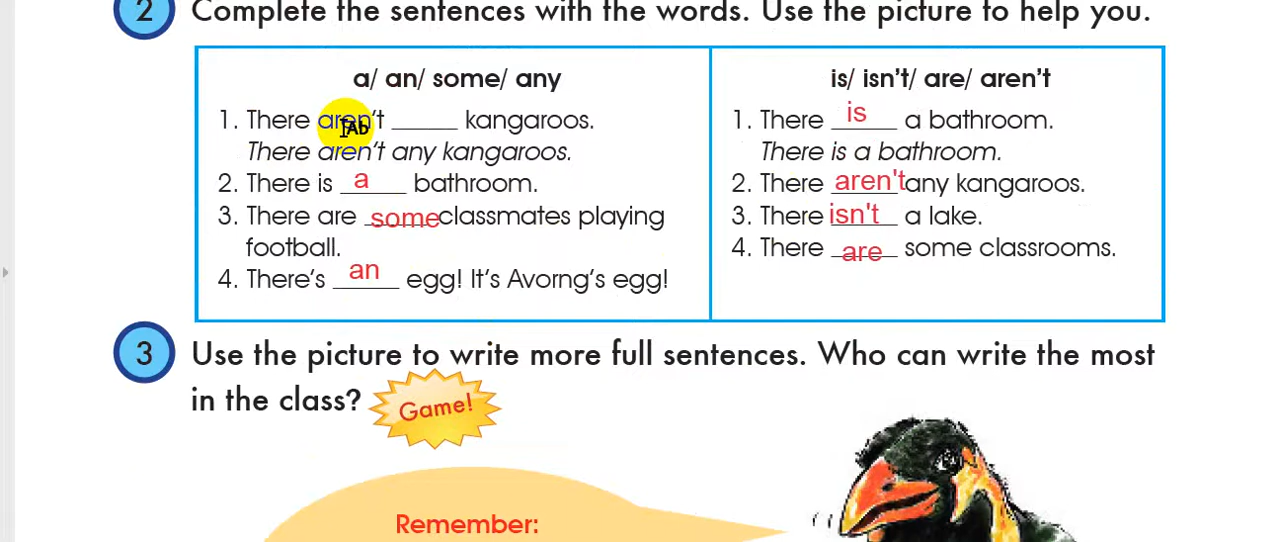 2 Complete the sentences with the words. Use the picture to help you.
a/ an/ some/ any
1. There aren't _____ kangaroos.
There aren't any kangaroos.
2. There is a bathroom.
3. There are some classmates playing
football.
4. There's an egg! It's Avorng's egg!
is/ isn't/ are/ aren't
1. There is a bathroom.
There is a bathroom.
2. There aren't any kangaroos.
3. There isn't a lake.
4. There are some classrooms.
3 Use the picture to write more full sentences. Who can write the most
in the class?
Game!
Remember: